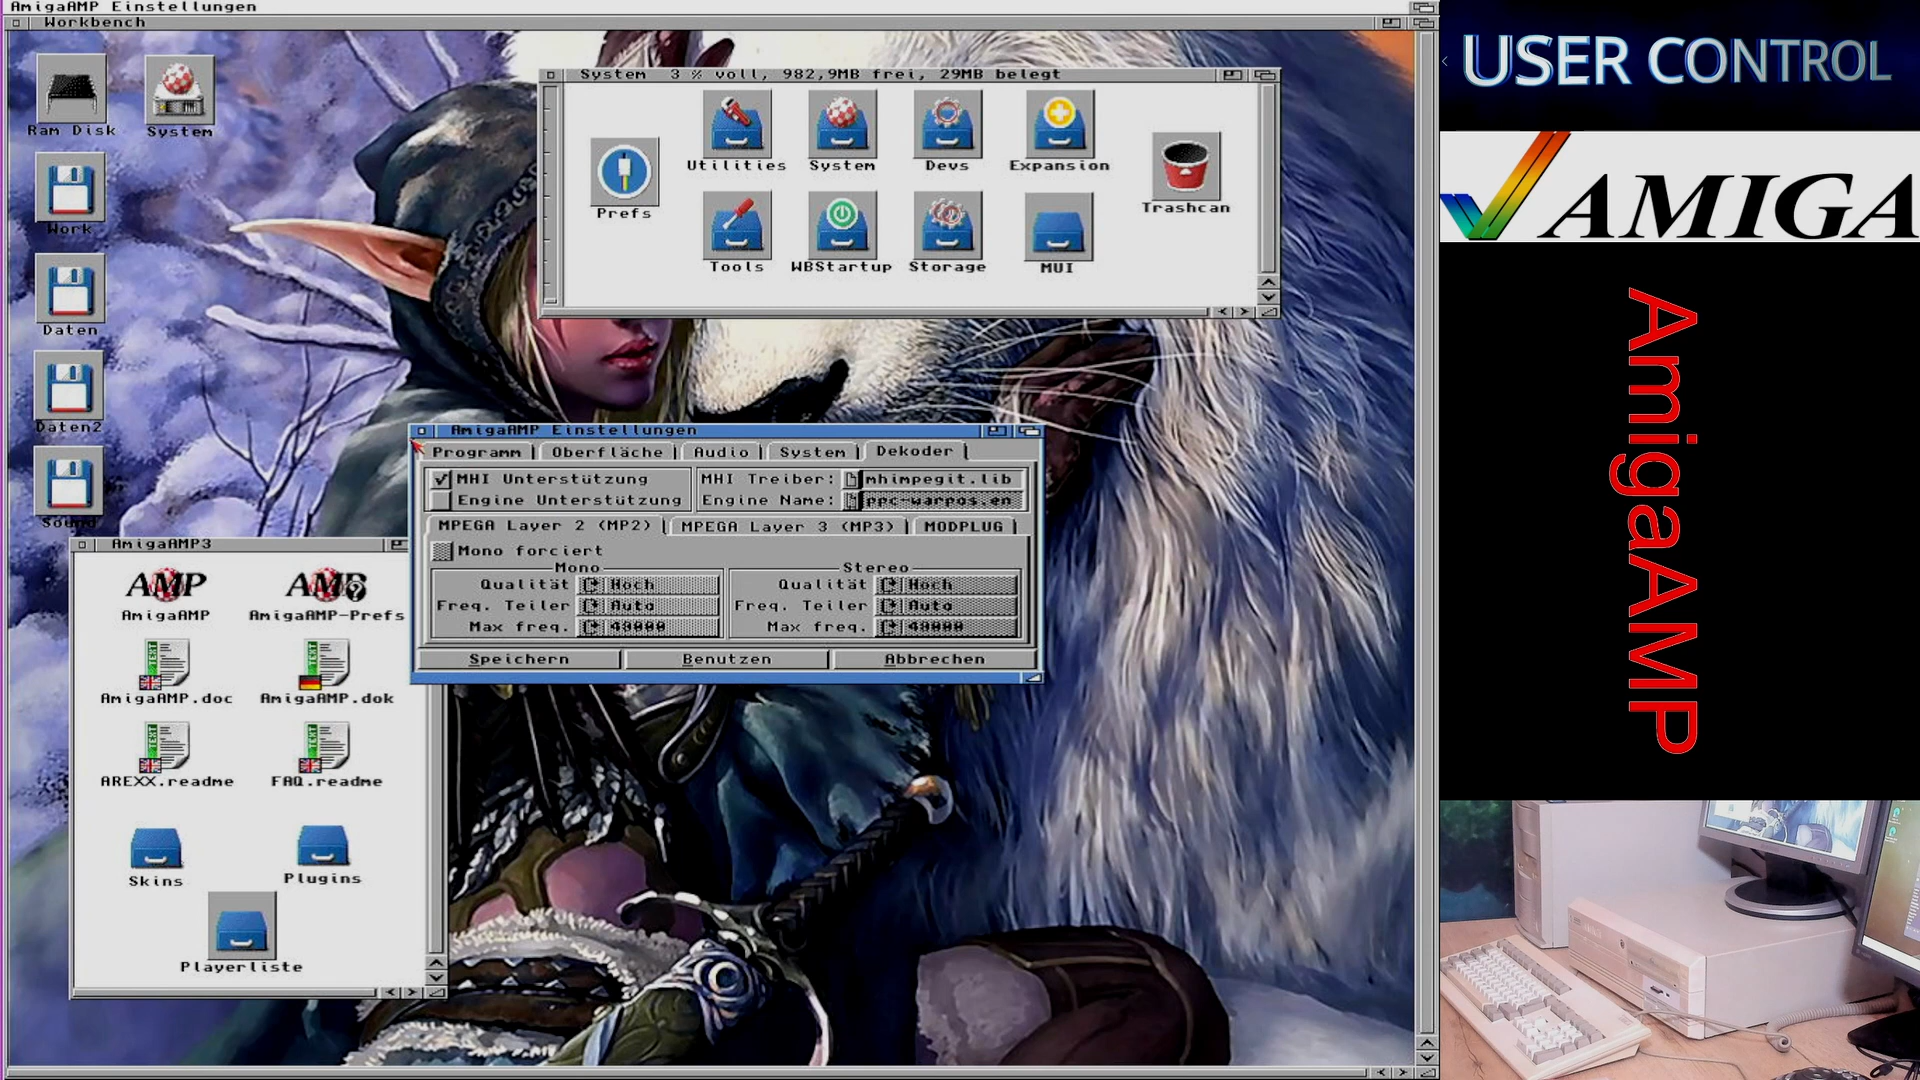 AmigaAMP Einstellungen
Workbench
Ram Disk
System
Work
Daten
Daten2
Sound
System 3 % voll, 982,9MB frei, 29MB belegt
Prefs
Utilities
System
Devs
Expansion
Trashcan
Tools
WBStartup
Storage
MUI
AmigaAMP Einstellungen
Programm
Oberfläche
Audio
System
Dekoder
MHI Unterstützung
MHI Treiber: mhimpegit.lib
Engine Unterstützung
Engine Name: ppc-warpos.en
MPEGA Layer 2 (MP2)
MPEGA Layer 3 (MP3)
MODPLUG
Mono forciert
Mono
Qualität Hoch
Freq. Teiler Auto
Max freq. 48000
Stereo
Qualität Hoch
Freq. Teiler Auto
Max freq. 48000
Speichern
Benutzen
Abbrechen
AmigaAMP3
AMP
AmigaAMP
AMP?
AmigaAMP-Prefs
TEXT
AmigaAMP.doc
TEXT
AmigaAMP.dok
TEXT
AREXX.readme
TEXT
FAQ.readme
Skins
Plugins
Playerliste
USER CONTROL
AMIGA
AmigaAMP